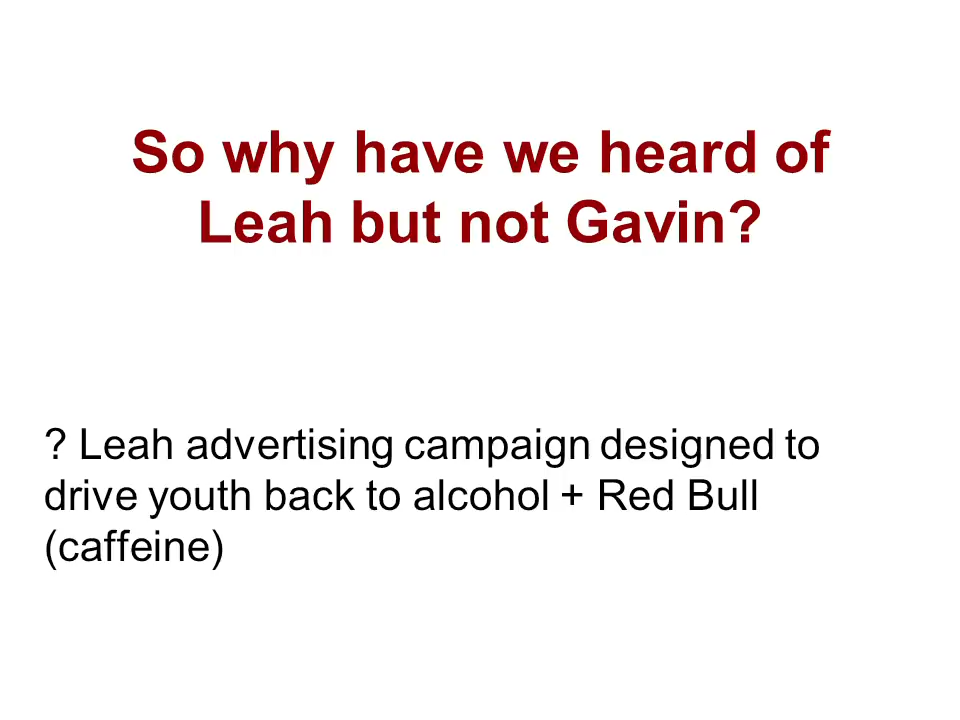 So why have we heard of
Leah but not Gavin?
? Leah advertising campaign designed to
drive youth back to alcohol + Red Bull
(caffeine)